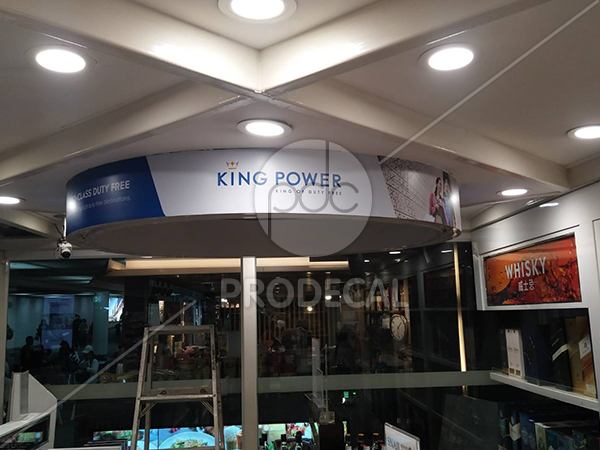 -CLASS DUTY FREE
KING POWER
KING OF DUTY FREE
pdc
PRODECAL
WHISKY
威士忌